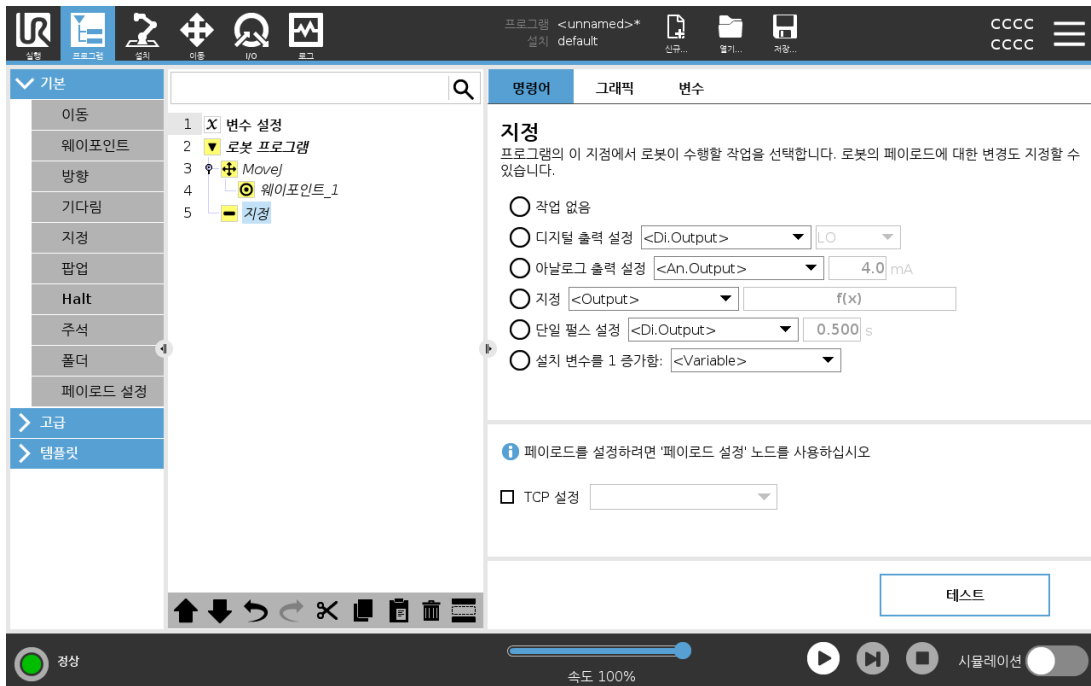 프로그램 <unnamed>*
설치 default
cccc
cccc
실행 프로그램 설치 이동 I/O 로그 신규... 열기... 저장...
기본
이동
웨이포인트
방향
기다림
지정
팝업
Halt
주석
폴더
페이로드 설정
고급
템플릿
1 X 변수 설정
2 로봇 프로그램
3 MoveJ
4 웨이포인트_1
5 지정
명령어 그래픽 변수
지정
프로그램의 이 지점에서 로봇이 수행할 작업을 선택합니다. 로봇의 페이로드에 대한 변경도 지정할 수
있습니다.
작업 없음
디지털 출력 설정 <Di.Output> LO
아날로그 출력 설정 <An.Output> 4.0 mA
지정 <Output> f(x)
단일 펄스 설정 <Di.Output> 0.500 s
설치 변수를 1 증가함: <Variable>
페이로드를 설정하려면 '페이로드 설정' 노드를 사용하십시오
TCP 설정
테스트
정상
속도 100%
시뮬레이션